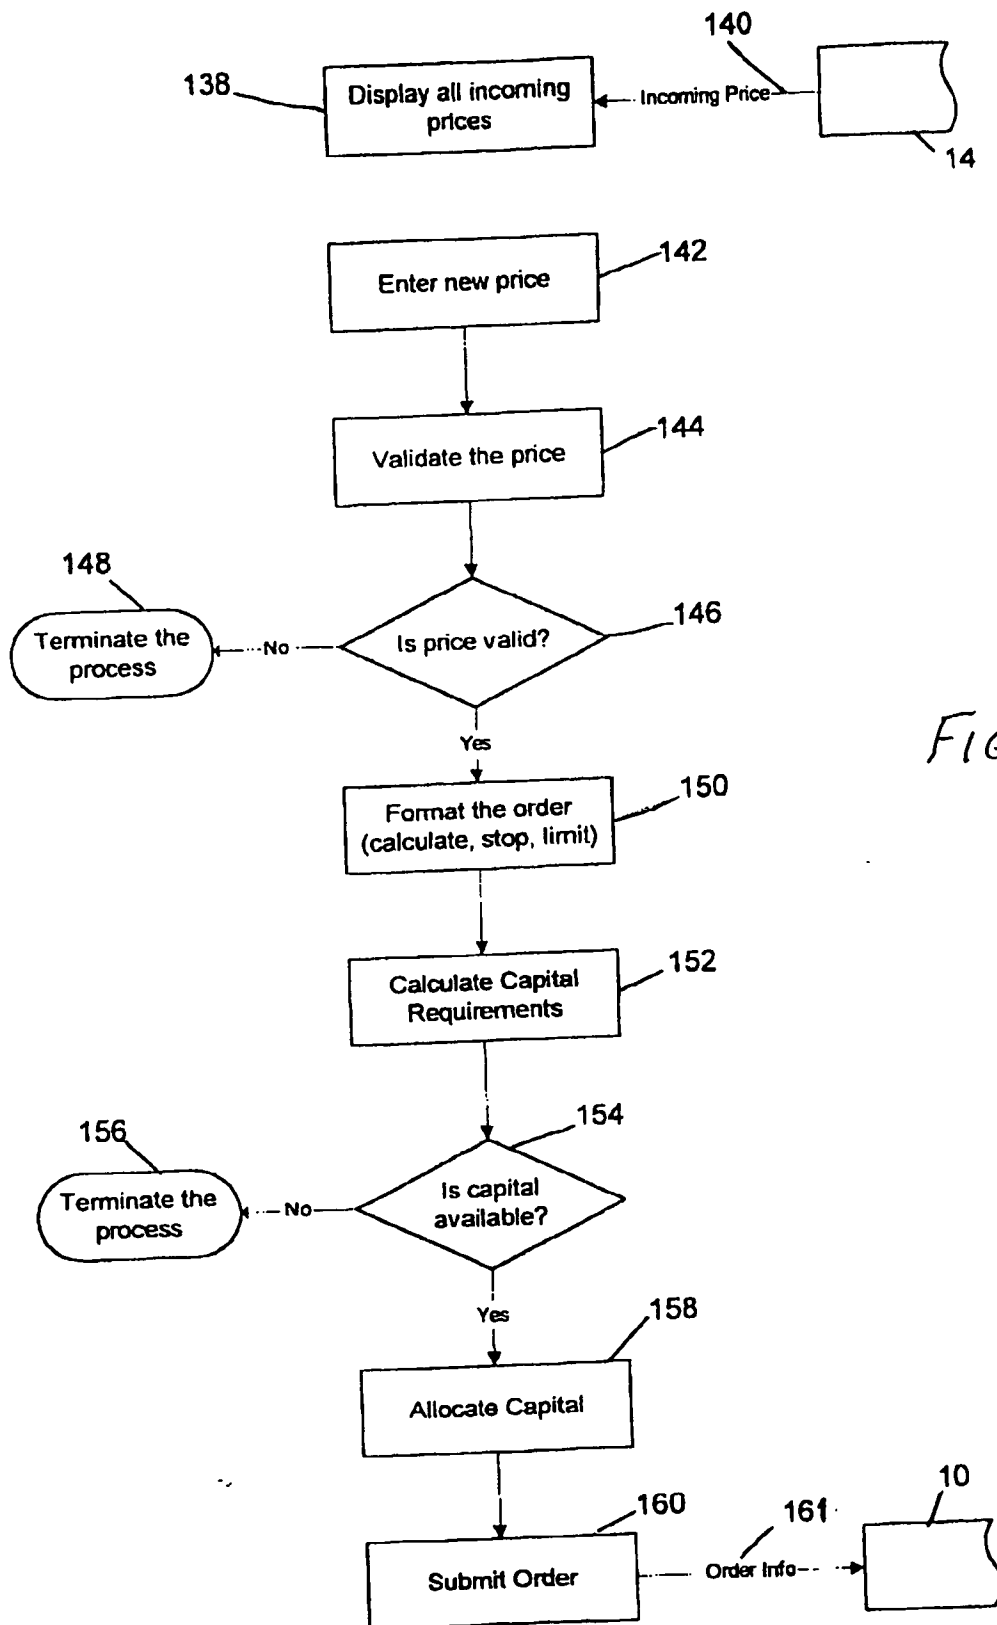 140
138
Display all incoming
prices
Incoming Price
14
142
Enter new price
144
Validate the price
148
Terminate the
process
No
Is price valid?
146
Yes
150
Format the order
(calculate, stop, limit)
152
Calculate Capital
Requirements
154
156
Terminate the
process
No
Is capital
available?
Yes
158
Allocate Capital
160
Submit Order
161
Order Info
10